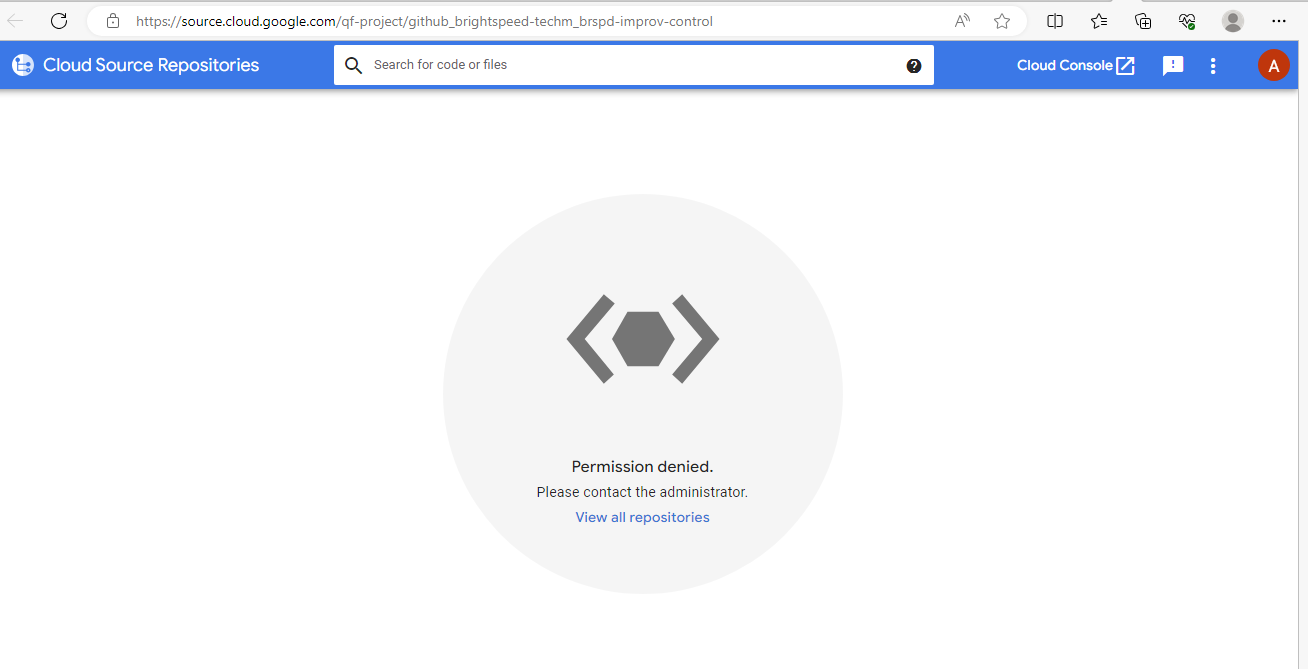 https://source.cloud.google.com/qf-project/github_brightspeed-techm_brspd-improv-control
Cloud Source Repositories
Search for code or files
?
Cloud Console
!
A
Permission denied.
Please contact the administrator.
View all repositories